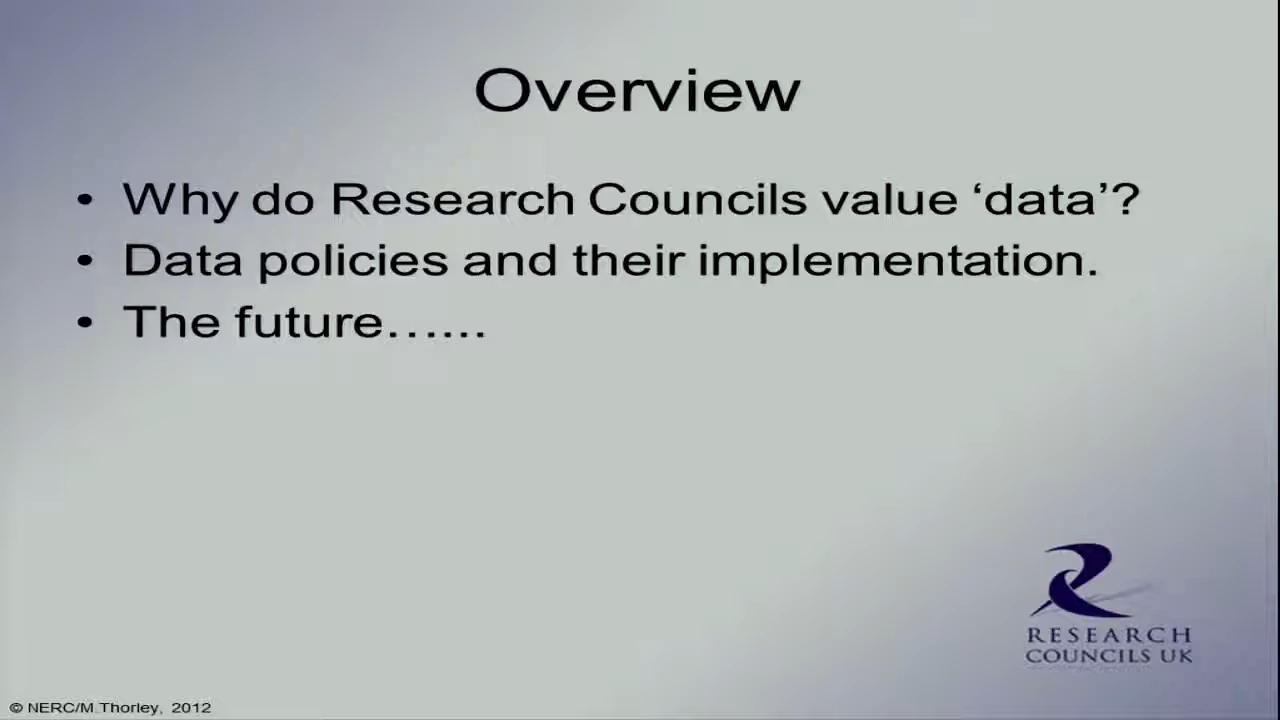 Overview
• Why do Research Councils value ‘data’?
• Data policies and their implementation.
• The future…...
RESEARCH
COUNCILS UK
© NERC/M.Thorley, 2012